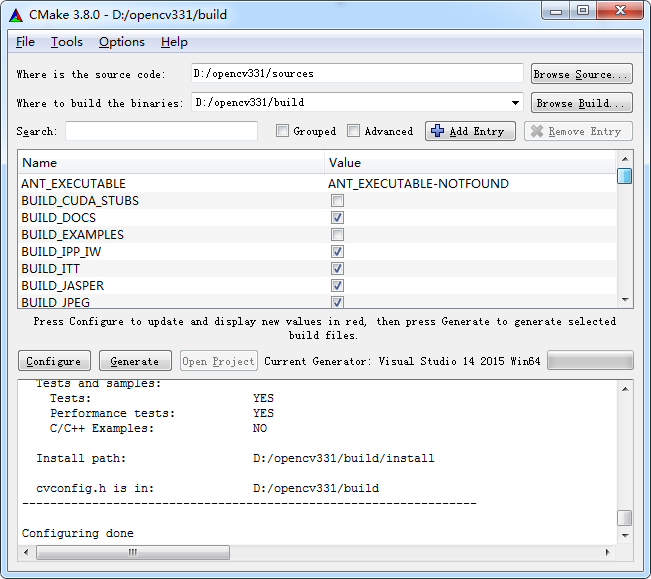 CMake 3.8.0 - D:/opencv331/build
File Tools Options Help
Where is the source code: D:/opencv331/sources Browse Source...
Where to build the binaries: D:/opencv331/build Browse Build...
Search: Grouped Advanced Add Entry Remove Entry
Name Value
ANT_EXECUTABLE ANT_EXECUTABLE-NOTFOUND
BUILD_CUDA_STUBS
BUILD_DOCS
BUILD_EXAMPLES
BUILD_IPP_IW
BUILD_ITT
BUILD_JASPER
BUILD_JPEG
Press Configure to update and display new values in red, then press Generate to generate selected
build files.
Configure Generate Open Project Current Generator: Visual Studio 14 2015 Win64
Tests and samples:
Tests: YES
Performance tests: YES
C/C++ Examples: NO
Install path: D:/opencv331/build/install
cvconfig.h is in: D:/opencv331/build
-----------------------------------------------------------------
Configuring done